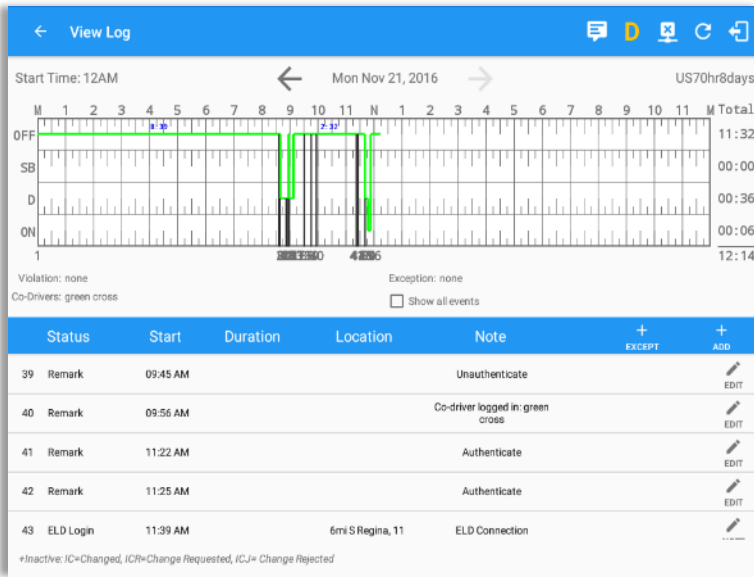 View Log
D
Start Time: 12AM
Mon Nov 21, 2016
US70hr8days
M 1 2 3 4 5 6 7 8 9 10 11 N 1 2 3 4 5 6 7 8 9 10 11 M Total
OFF 8:39 2:32 11:32
SB 00:00
D 00:36
ON 00:06
1 12:14
Violation: none
Exception: none
Co-Drivers: green cross
Show all events
Status Start Duration Location Note + EXCEPT + ADD
39 Remark 09:45 AM Unauthenticate EDIT
40 Remark 09:56 AM Co-driver logged in: green
cross EDIT
41 Remark 11:22 AM Authenticate EDIT
42 Remark 11:25 AM Authenticate EDIT
43 ELD Login 11:39 AM 6mi S Regina, 11 ELD Connection
+Inactive: IC=Changed, ICR=Change Requested, ICJ= Change Rejected